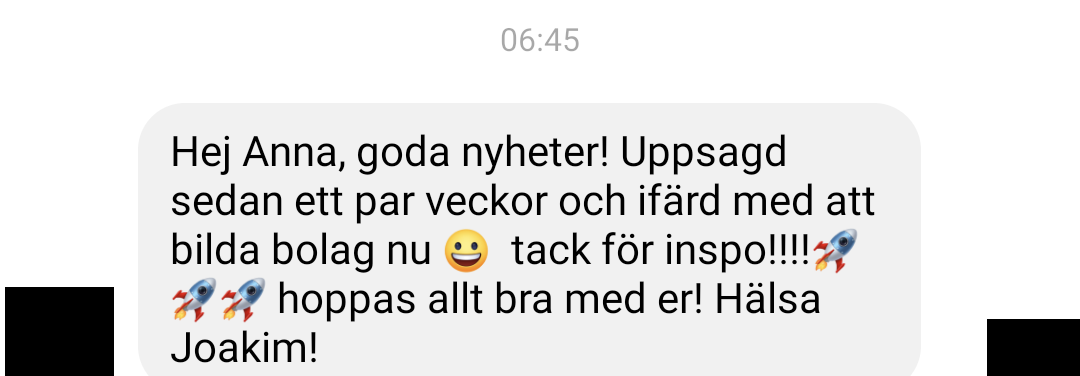 06:45
Hej Anna, goda nyheter! Uppsagd
sedan ett par veckor och ifärd med att
bilda bolag nu 😀 tack för inspo!!!!🚀
🚀🚀 hoppas allt bra med er! Hälsa
Joakim!